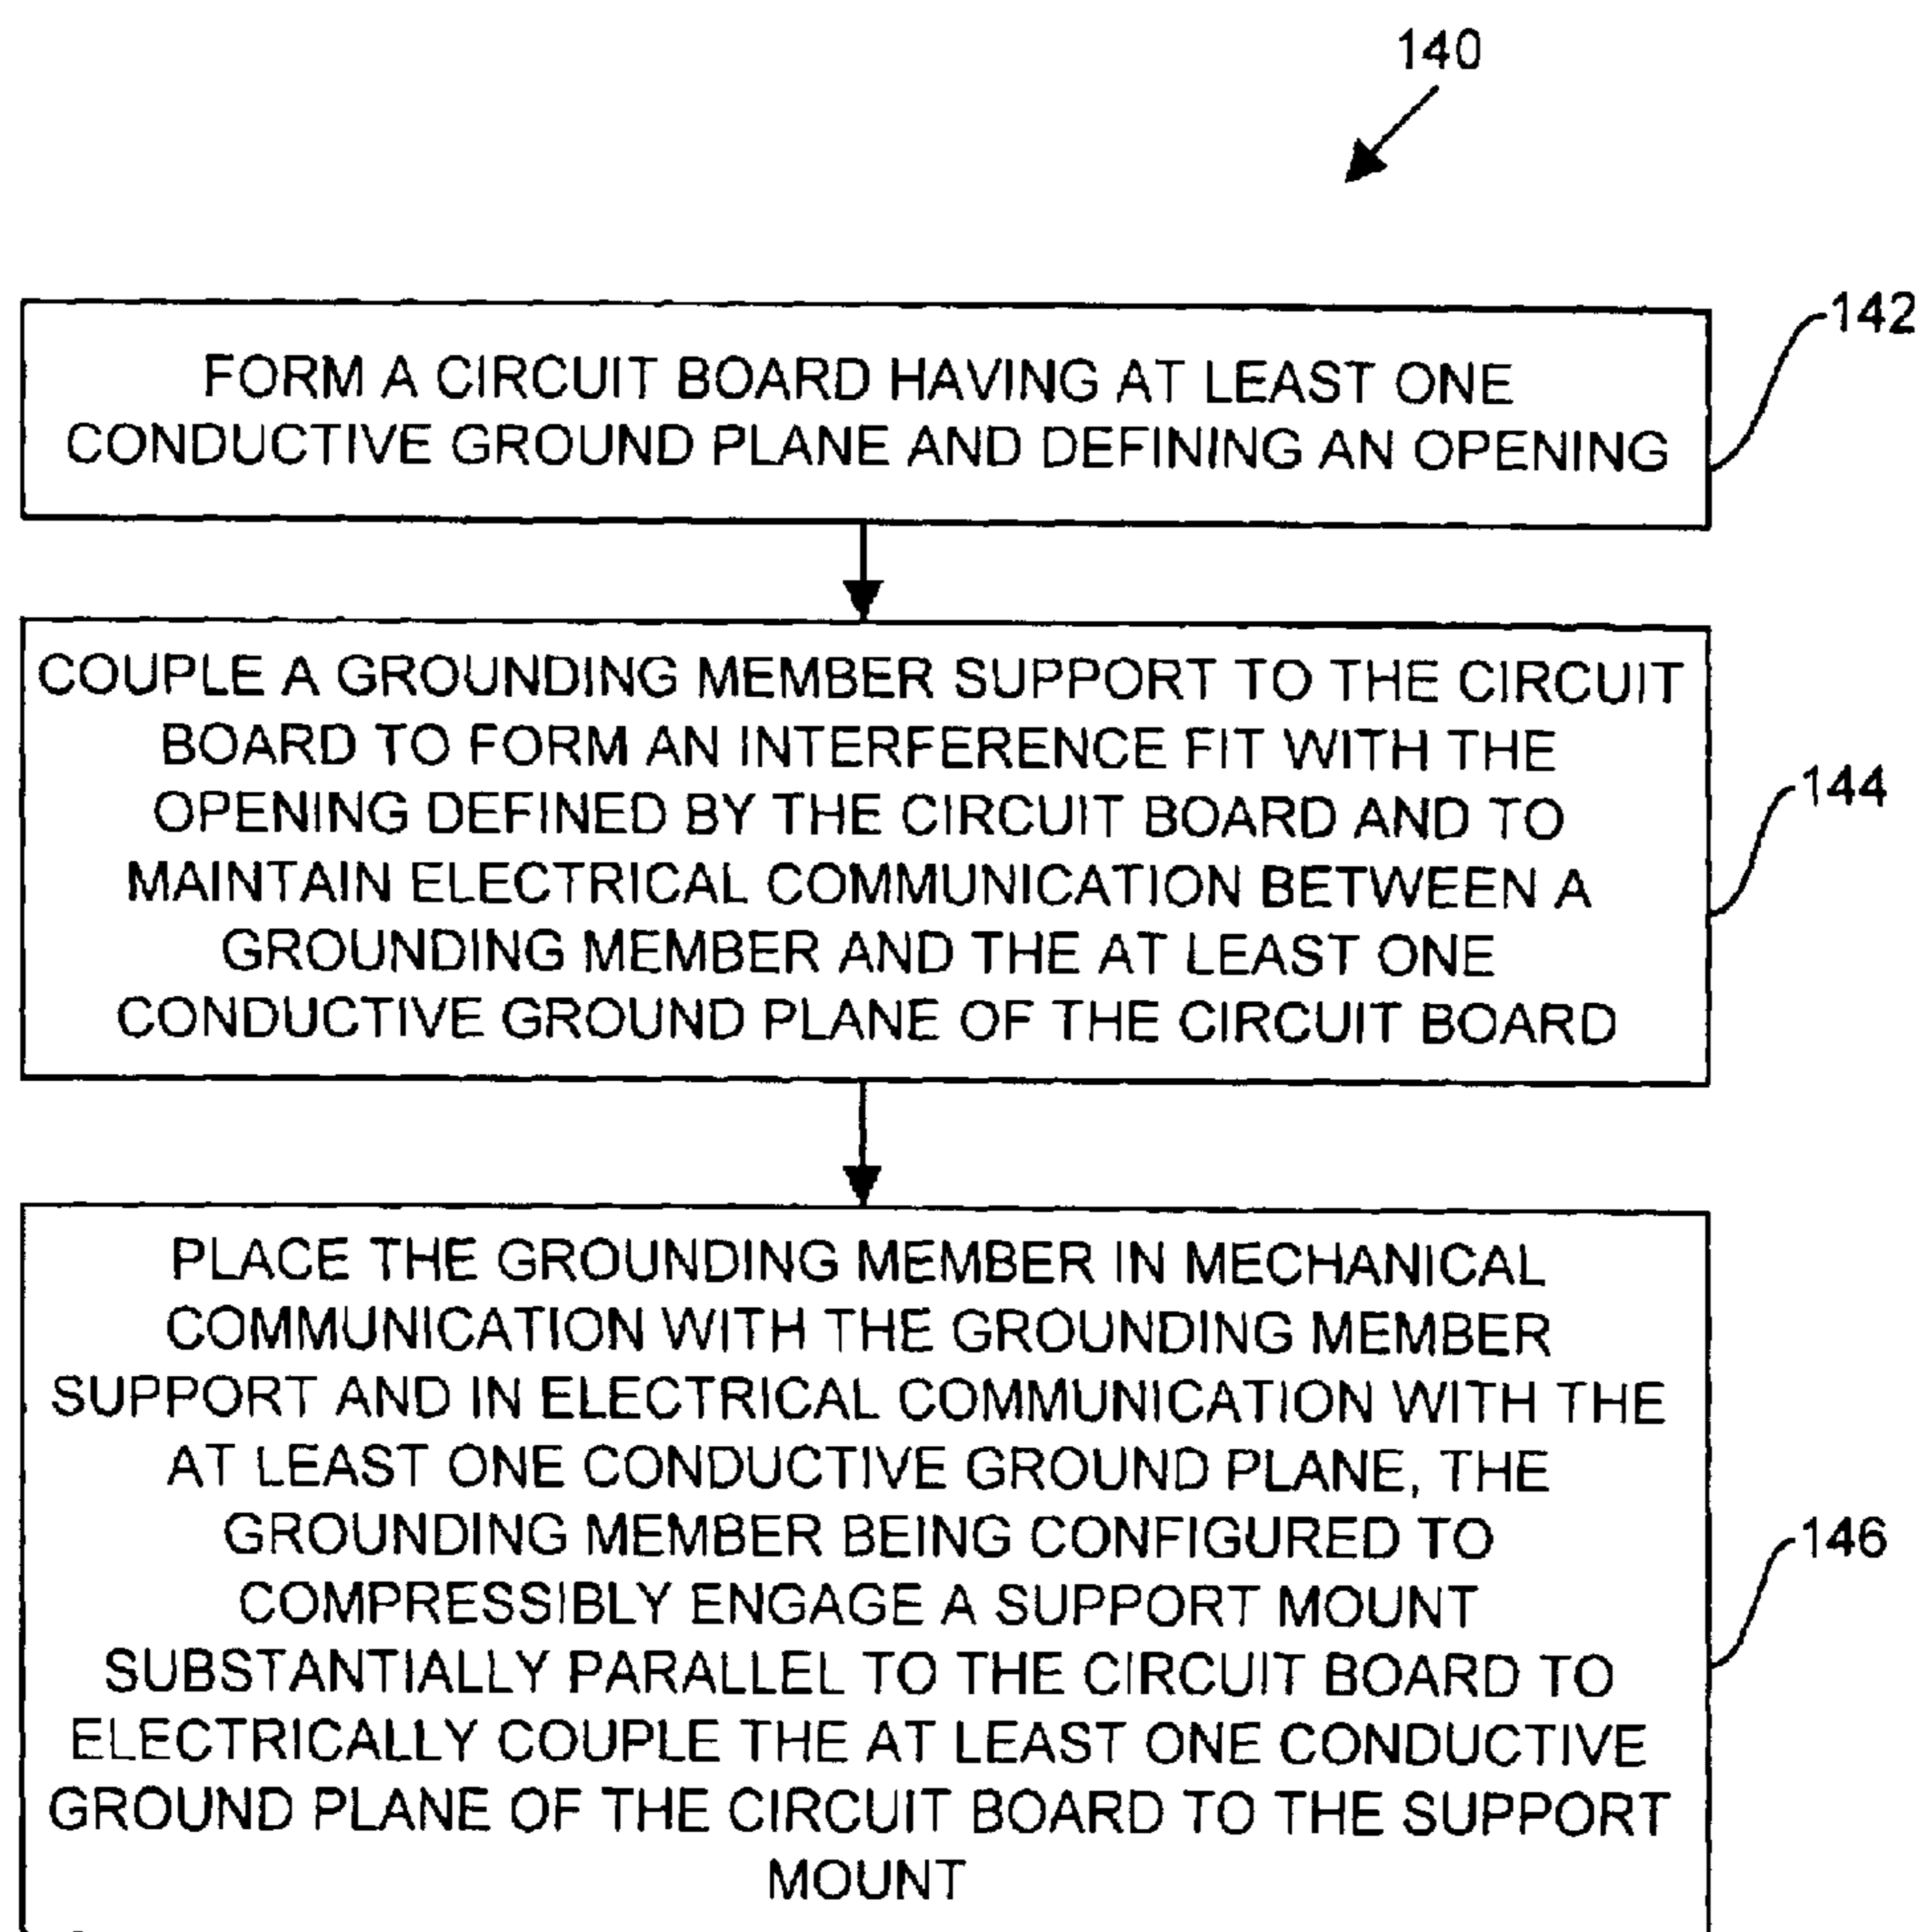 140
142
FORM A CIRCUIT BOARD HAVING AT LEAST ONE
CONDUCTIVE GROUND PLANE AND DEFINING AN OPENING
COUPLE A GROUNDING MEMBER SUPPORT TO THE CIRCUIT
BOARD TO FORM AN INTERFERENCE FIT WITH THE
OPENING DEFINED BY THE CIRCUIT BOARD AND TO
144
MAINTAIN ELECTRICAL COMMUNICATION BETWEEN A
GROUNDING MEMBER AND THE AT LEAST ONE
CONDUCTIVE GROUND PLANE OF THE CIRCUIT BOARD
PLACE THE GROUNDING MEMBER IN MECHANICAL
COMMUNICATION WITH THE GROUNDING MEMBER
SUPPORT AND IN ELECTRICAL COMMUNICATION WITH THE
AT LEAST ONE CONDUCTIVE GROUND PLANE, THE
GROUNDING MEMBER BEING CONFIGURED TO
146
COMPRESSIBLY ENGAGE A SUPPORT MOUNT
SUBSTANTIALLY PARALLEL TO THE CIRCUIT BOARD TO
ELECTRICALLY COUPLE THE AT LEAST ONE CONDUCTIVE
GROUND PLANE OF THE CIRCUIT BOARD TO THE SUPPORT
MOUNT